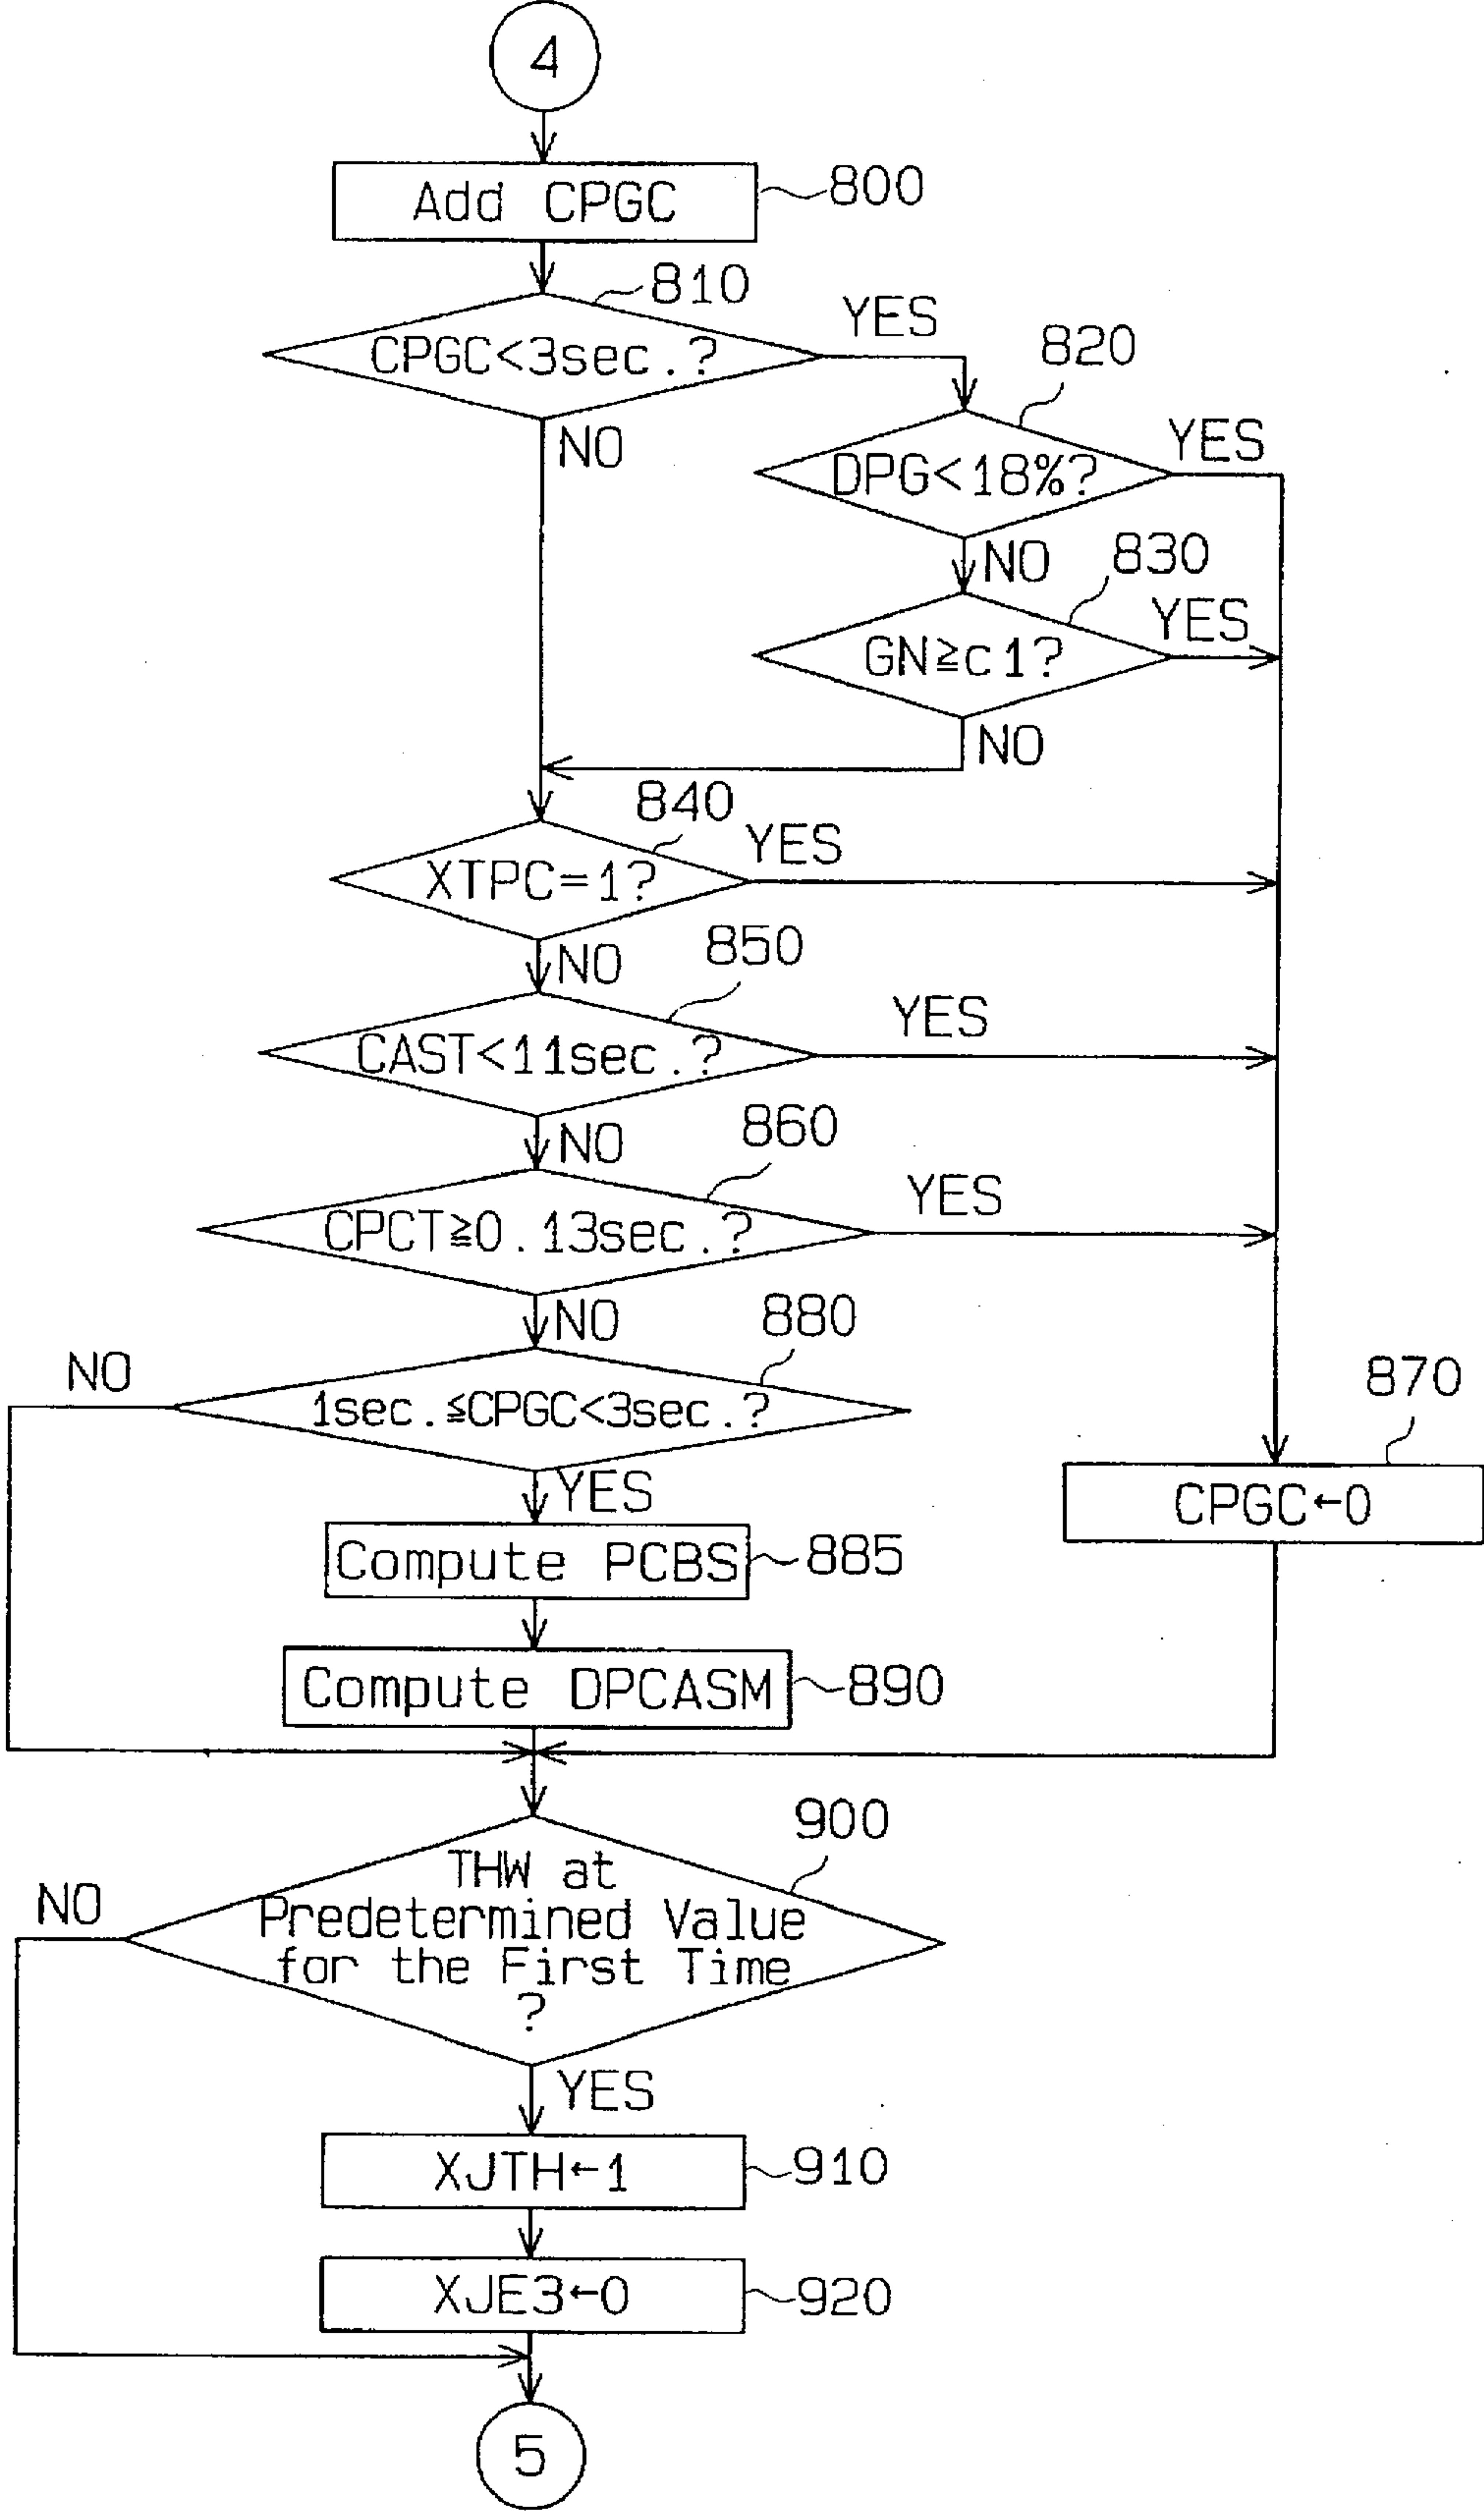 4
Add CPGC
800
810
CPGC<3sec.?
YES
NO
820
DPG<18%?
YES
NO
830
GN≧c1?
YES
NO
840
XTPC=1?
YES
NO
850
CAST<11sec.?
YES
NO
860
CPCT≧0.13sec.?
YES
NO
880
NO
1sec.≦CPGC<3sec.?
YES
870
CPGC←0
Compute PCBS
885
Compute DPCASM
890
900
NO
THW at
Predetermined Value
for the First Time
?
YES
XJTH←1
910
XJE3←0
920
5